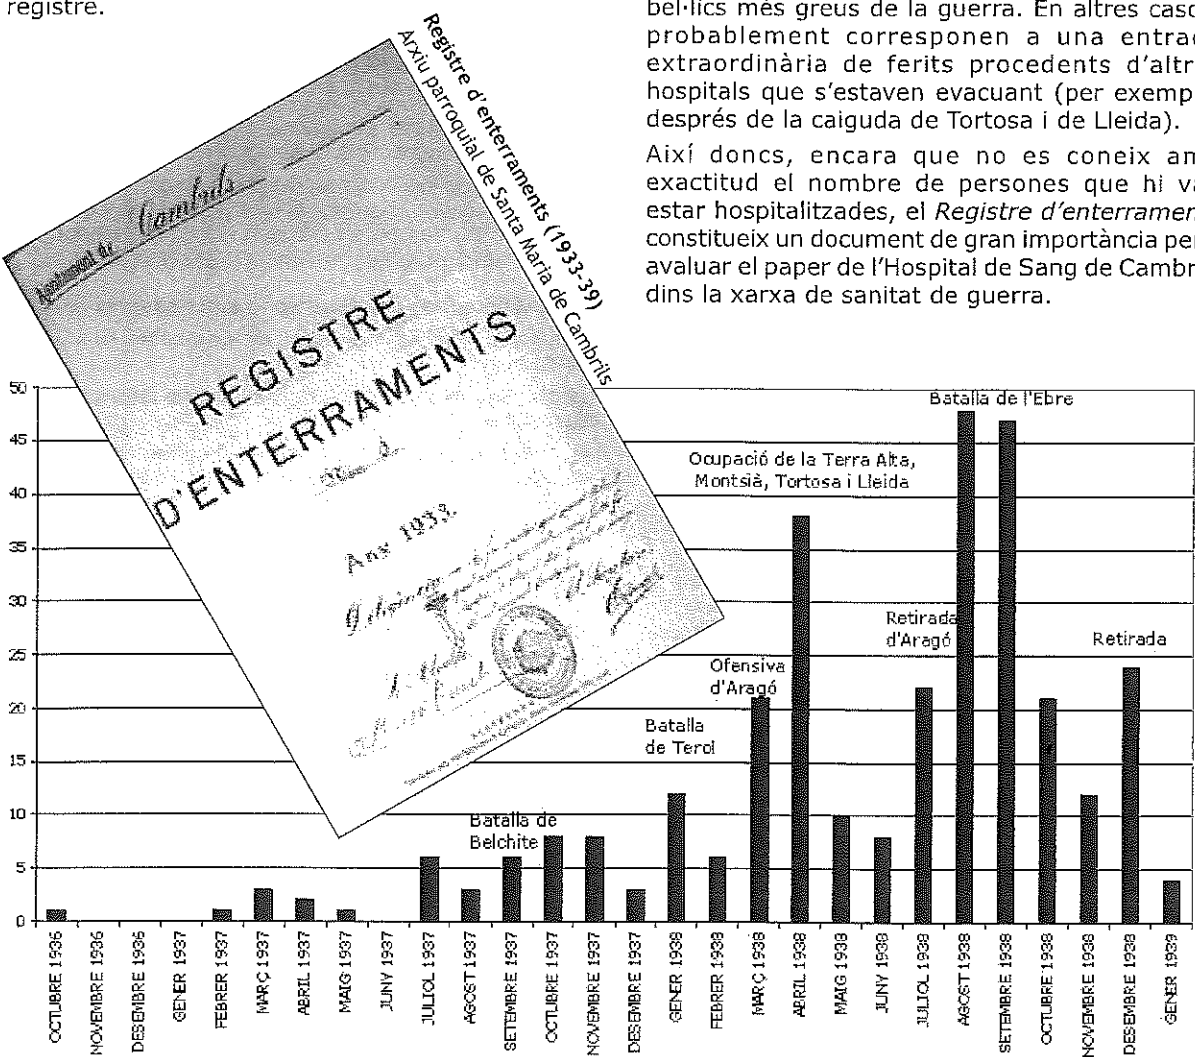 registre.
bel·lics més greus de la guerra. En altres casos
probablement corresponen a una entrad
extraordinària de ferits procedents d'altr
hospitals que s'estaven evacuant (per exemp
després de la caiguda de Tortosa i de Lleida).
Així doncs, encara que no es coneix am
exactitud el nombre de persones que hi va
estar hospitalitzades, el Registre d'enterramen
constitueix un document de gran importància per
avaluar el paper de l'Hospital de Sang de Cambr
dins la xarxa de sanitat de guerra.
Registre d'enterraments (1933-39)
Arxiu parroquial de Santa Maria de Cambrils
Ajuntament de Cambrils
REGISTRE
D'ENTERRAMENTS
Any 1933.
50
45
40
35
30
25
20
15
10
5
0
Batalla de
Belchite
Batalla
de Terol
Ofensiva
d'Aragó
Ocupació de la Terra Alta,
Montsià, Tortosa i Lleida
Retirada
d'Aragó
Batalla de l'Ebre
Retirada
OCTUBRE 1936
NOVEMBRE 1936
DESEMBRE 1936
GENER 1937
FEBRER 1937
MARÇ 1937
ABRIL 1937
MAIG 1937
JUNY 1937
JULIOL 1937
AGOST 1937
SETEMBRE 1937
OCTUBRE 1937
NOVEMBRE 1937
DESEMBRE 1937
GENER 1938
FEBRER 1938
MARÇ 1938
ABRIL 1938
MAIG 1938
JUNY 1938
JULIOL 1938
AGOST 1938
SETEMBRE 1938
OCTUBRE 1938
NOVEMBRE 1938
DESEMBRE 1938
GENER 1939